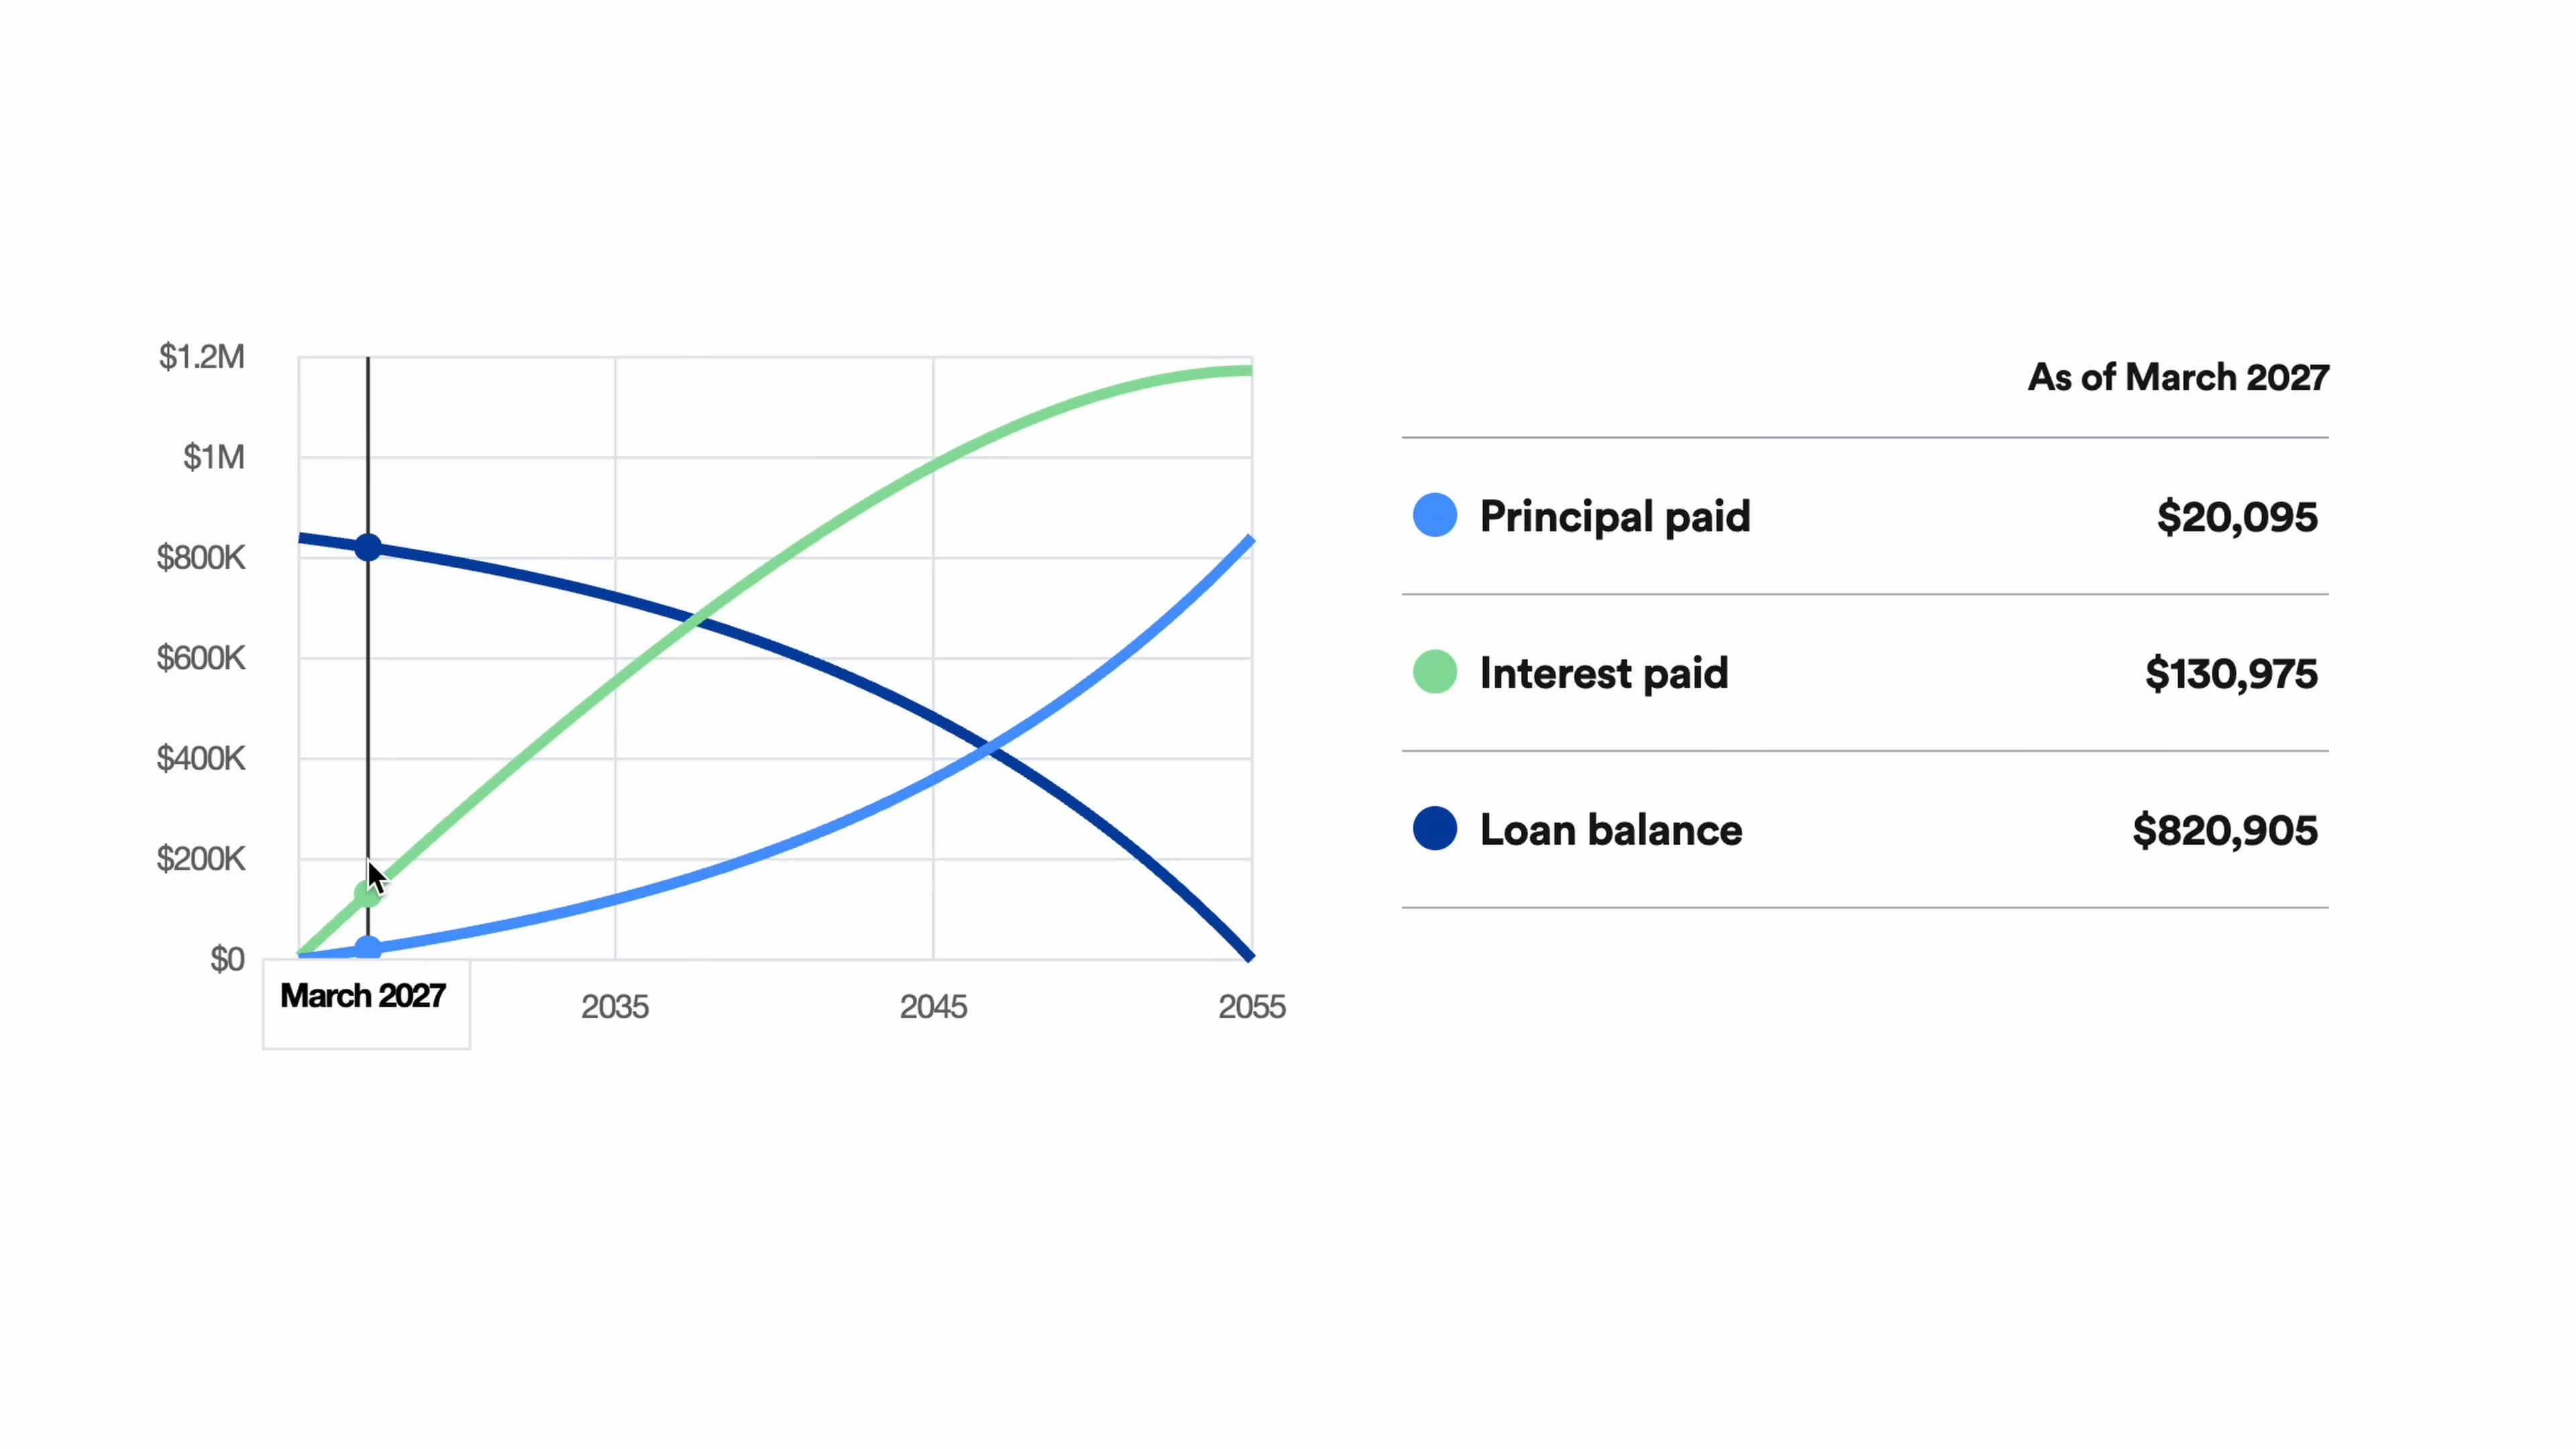 $1.2M
$1M
$800K
$600K
$400K
$200K
$0
March 2027
2035
2045
2055
As of March 2027
Principal paid $20,095
Interest paid $130,975
Loan balance $820,905